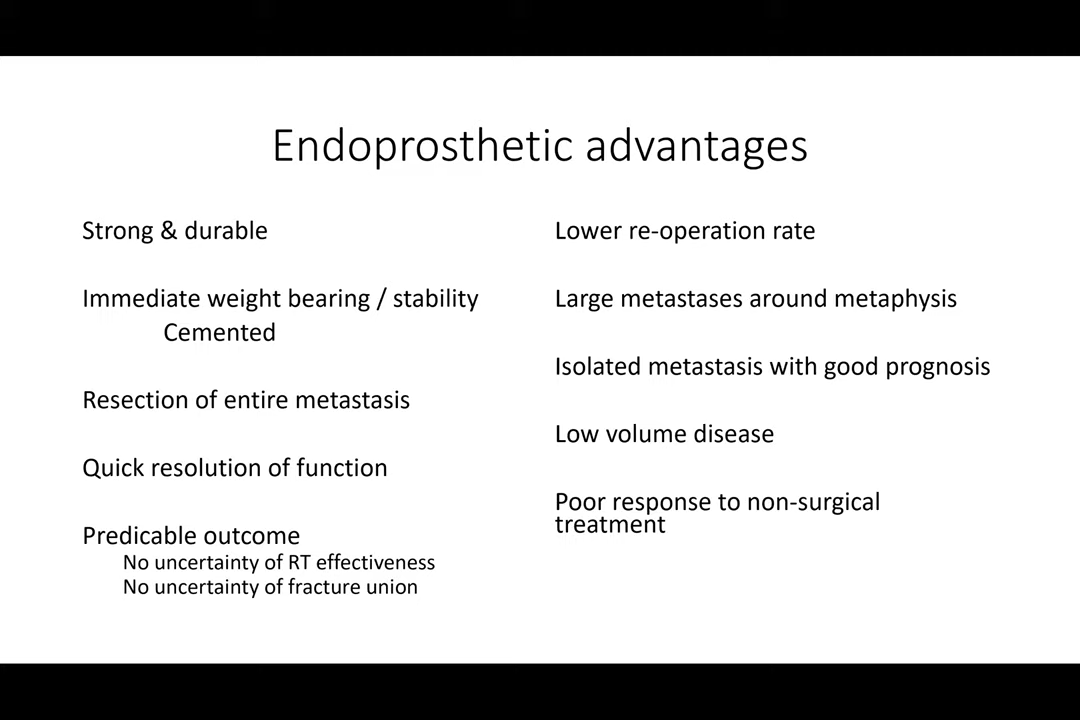 Endoprosthetic advantages
Strong & durable
Immediate weight bearing / stability
Cemented
Resection of entire metastasis
Quick resolution of function
Predicable outcome
No uncertainty of RT effectiveness
No uncertainty of fracture union
Lower re-operation rate
Large metastases around metaphysis
Isolated metastasis with good prognosis
Low volume disease
Poor response to non-surgical
treatment